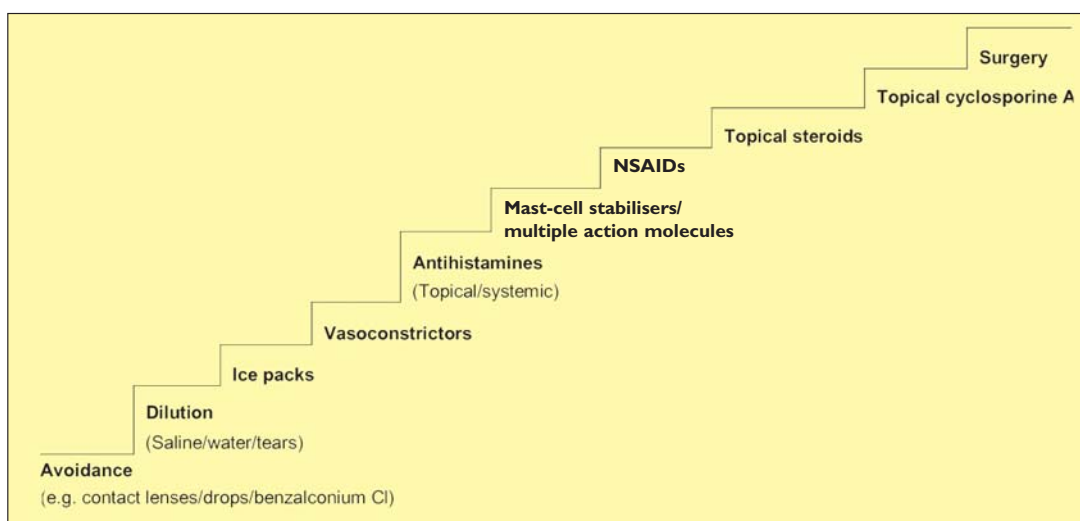 Surgery
Topical cyclosporine A
Topical steroids
NSAIDs
Mast-cell stabilisers/
multiple action molecules
Antihistamines
(Topical/systemic)
Vasoconstrictors
Ice packs
Dilution
(Saline/water/tears)
Avoidance
(e.g. contact lenses/drops/benzalconium Cl)